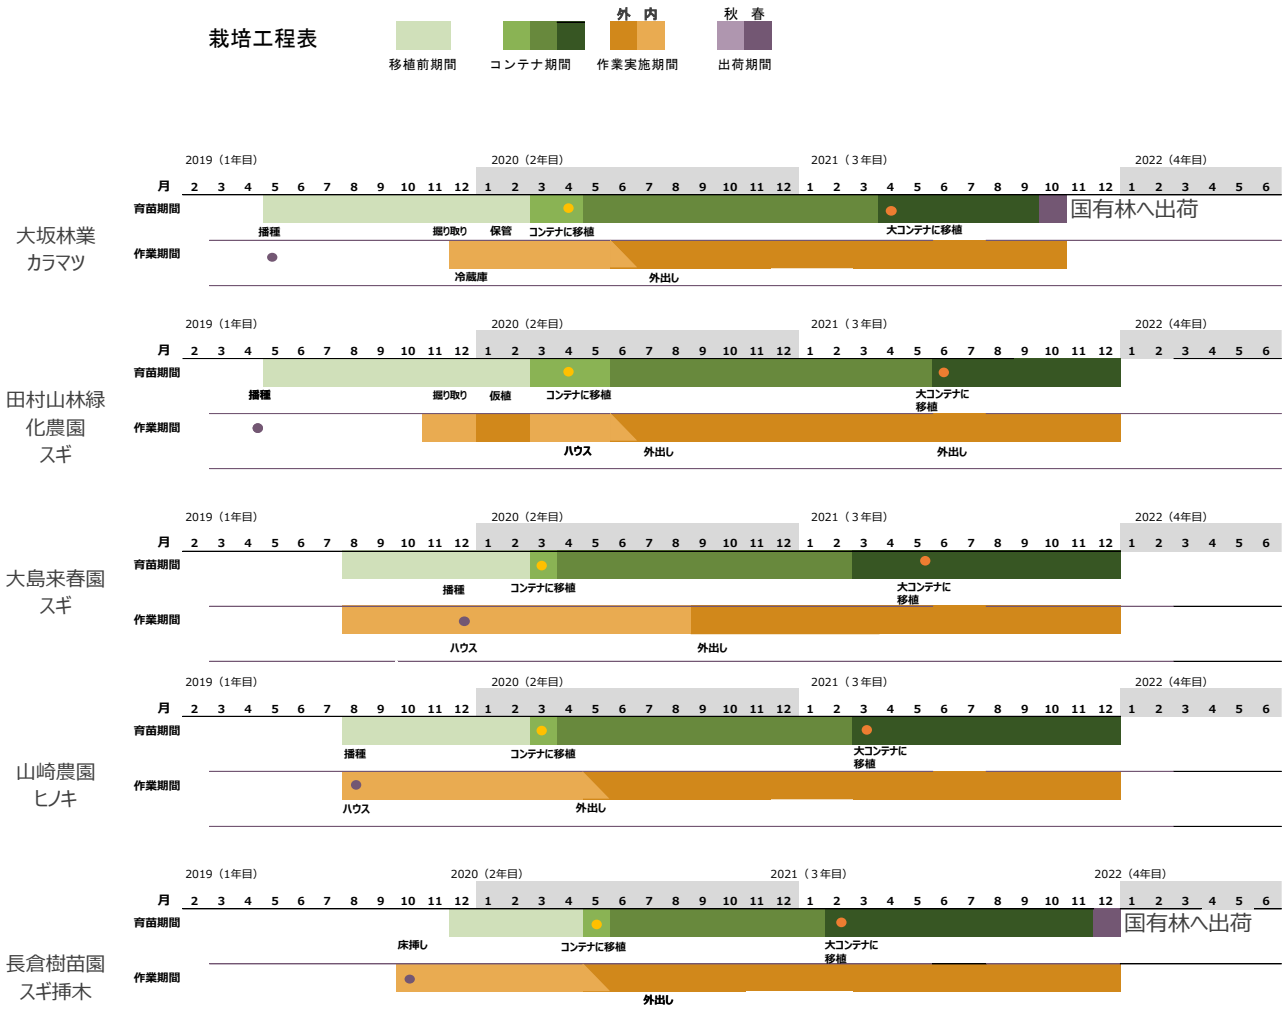 栽培工程表
外 内
秋 春
移植前期間 コンテナ期間 作業実施期間 出荷期間
2019（1年目） 2020（2年目） 2021（３年目） 2022（4年目）
月 2 3 4 5 6 7 8 9 10 11 12 1 2 3 4 5 6 7 8 9 10 11 12 1 2 3 4 5 6 7 8 9 10 11 12 1 2 3 4 5 6
育苗期間
国有林へ出荷
大坂林業
カラマツ
播種 掘り取り 保管 コンテナに移植 大コンテナに移植
作業期間
冷蔵庫 外出し
2019（1年目） 2020（2年目） 2021（３年目） 2022（4年目）
月 2 3 4 5 6 7 8 9 10 11 12 1 2 3 4 5 6 7 8 9 10 11 12 1 2 3 4 5 6 7 8 9 10 11 12 1 2 3 4 5 6
育苗期間
田村山林緑
化農園
スギ
播種 掘り取り 仮植 コンテナに移植 大コンテナに
移植
作業期間
ハウス 外出し 外出し
2019（1年目） 2020（2年目） 2021（３年目） 2022（4年目）
月 2 3 4 5 6 7 8 9 10 11 12 1 2 3 4 5 6 7 8 9 10 11 12 1 2 3 4 5 6 7 8 9 10 11 12 1 2 3 4 5 6
育苗期間
大島来春園
スギ
播種 コンテナに移植 大コンテナに
移植
作業期間
ハウス 外出し
2019（1年目） 2020（2年目） 2021（３年目） 2022（4年目）
月 2 3 4 5 6 7 8 9 10 11 12 1 2 3 4 5 6 7 8 9 10 11 12 1 2 3 4 5 6 7 8 9 10 11 12 1 2 3 4 5 6
育苗期間
山崎農園
ヒノキ
播種 コンテナに移植 大コンテナに
移植
作業期間
ハウス 外出し
2019（1年目） 2020（2年目） 2021（３年目） 2022（4年目）
月 2 3 4 5 6 7 8 9 10 11 12 1 2 3 4 5 6 7 8 9 10 11 12 1 2 3 4 5 6 7 8 9 10 11 12 1 2 3 4 5 6
育苗期間
国有林へ出荷
長倉樹苗園
スギ挿木
床挿し コンテナに移植 大コンテナに
移植
作業期間
外出し